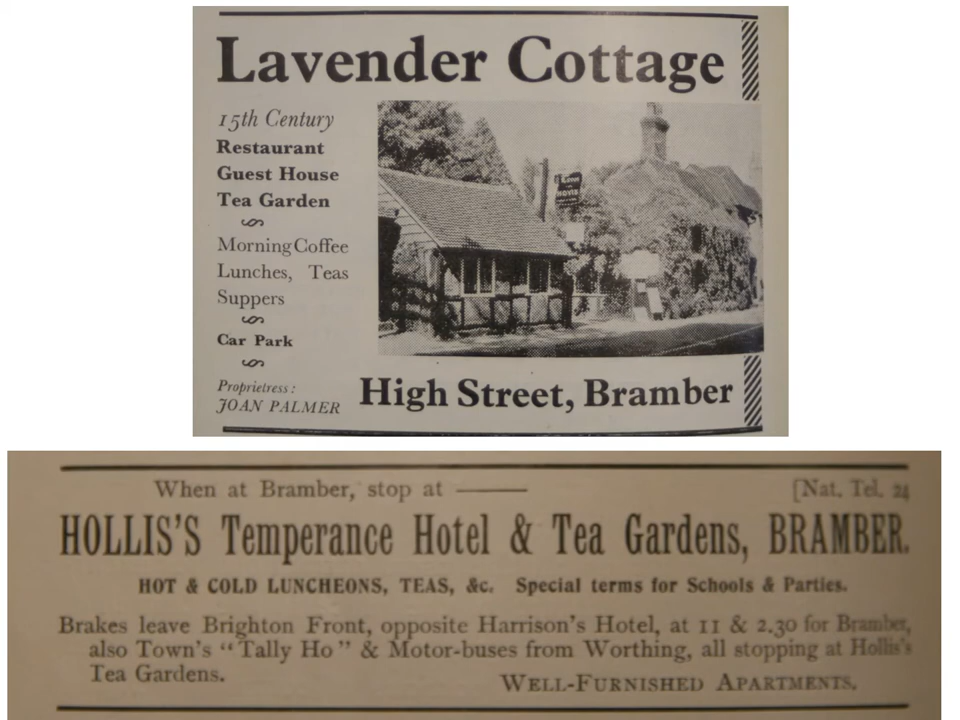 Lavender Cottage
15th Century
Restaurant
Guest House
Tea Garden
Morning Coffee
Lunches, Teas
Suppers
Car Park
Proprietress:
JOAN PALMER
HOVIS
High Street, Bramber
When at Bramber, stop at —— [Nat. Tel. 24
HOLLIS'S Temperance Hotel & Tea Gardens, BRAMBER.
HOT & COLD LUNCHEONS, TEAS, &c. Special terms for Schools & Parties.
Brakes leave Brighton Front, opposite Harrison's Hotel, at 11 & 2.30 for Bramber,
also Town's "Tally Ho" & Motor-buses from Worthing, all stopping at Hollis's
Tea Gardens. WELL-FURNISHED APARTMENTS.